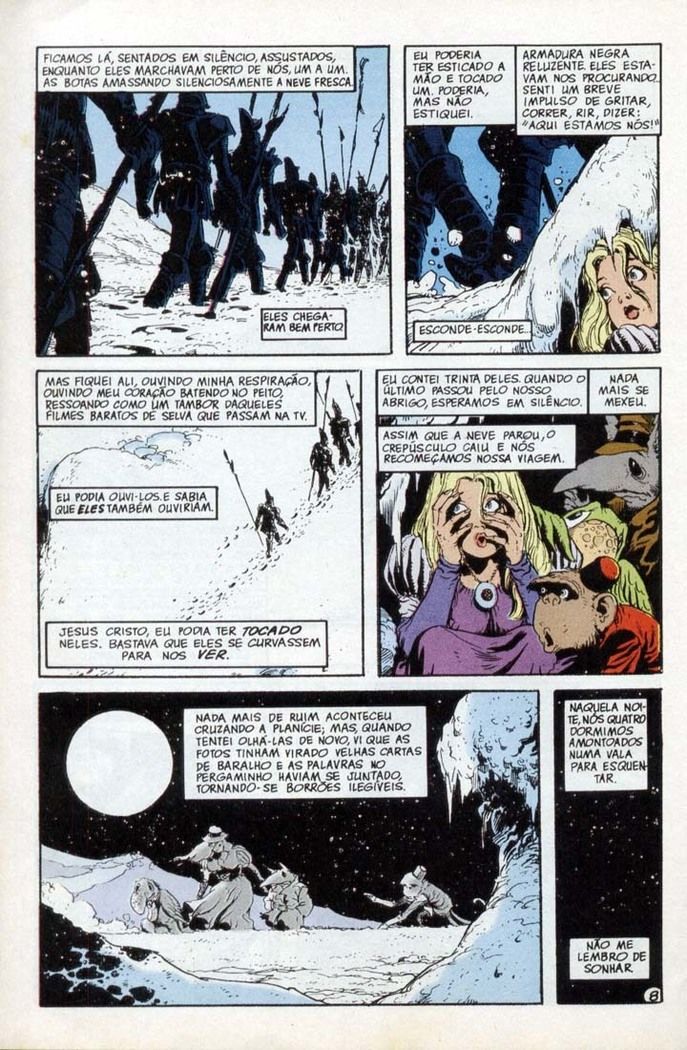 FICAMOS LÁ, SENTADOS EM SILÊNCIO, ASSUSTADOS,
ENQUANTO ELES MARCHAVAM PERTO DE NÓS, UM A UM.
AS BOTAS AMASSANDO SILENCIOSAMENTE A NEVE FRESCA.
ELES CHEGA-
RAM BEM PERTO.
EU PODERIA
TER ESTICADO A
MÃO E TOCADO
UM. PODERIA,
MAS NÃO
ESTIQUEI.
ARMADURA NEGRA
RELUZENTE. ELES ESTA-
VAM NOS PROCURANDO.
SENTI UM BREVE
IMPULSO DE GRITAR,
CORRER, RIR, DIZER:
"AQUI ESTAMOS NÓS!"
ESCONDE-ESCONDE...
MAS FIQUEI ALI, OUVINDO MINHA RESPIRAÇÃO,
OUVINDO MEU CORAÇÃO BATENDO NO PEITO,
RESSOANDO COMO UM TAMBOR DAQUELES
FILMES BARATOS DE SELVA QUE PASSAM NA TV.
EU PODIA OUVI-LOS. E SABIA
QUE ELES TAMBÉM OUVIRIAM.
JESUS CRISTO, EU PODIA TER TOCADO
NELES. BASTAVA QUE ELES SE CURVASSEM
PARA NOS VER.
EU CONTEI TRINTA DELES. QUANDO O
ÚLTIMO PASSOU PELO NOSSO
ABRIGO, ESPERAMOS EM SILÊNCIO.
NADA
MAIS SE
MEXEU.
ASSIM QUE A NEVE PAROU, O
CREPÚSCULO CAIU E NÓS
RECOMEÇAMOS NOSSA VIAGEM.
NADA MAIS DE RUIM ACONTECEU
CRUZANDO A PLANÍCIE; MAS, QUANDO
TENTEI OLHÁ-LAS DE NOVO, VI QUE AS
FOTOS TINHAM VIRADO VELHAS CARTAS
DE BARALHO E AS PALAVRAS NO
PERGAMINHO HAVIAM SE JUNTADO,
TORNANDO-SE BORRÕES ILEGÍVEIS.
NAQUELA NOI-
TE, NÓS QUATRO
DORMIMOS
AMONTOADOS
NUMA VALA
PARA ESQUEN-
TAR.
NÃO ME
LEMBRO DE
SONHAR.
8